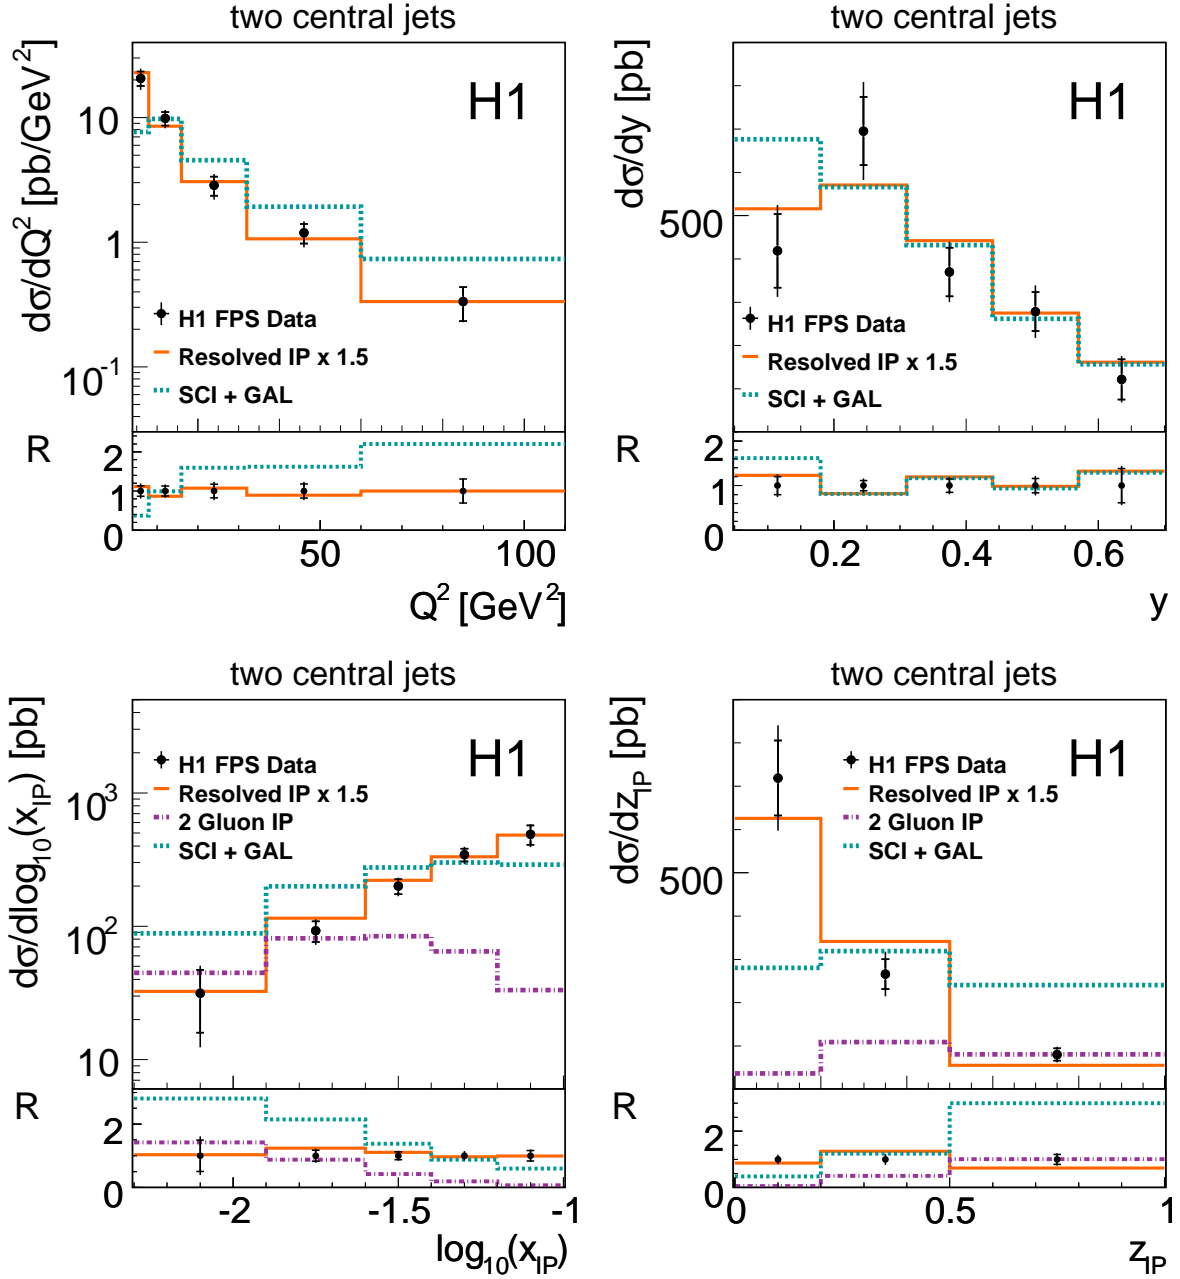 two central jets
H1
dσ/dQ² [pb/GeV²]
10
1
10⁻¹
H1 FPS Data
Resolved IP x 1.5
SCI + GAL
R
2
1
0
50
100
Q² [GeV²]
two central jets
H1
dσ/dy [pb]
500
H1 FPS Data
Resolved IP x 1.5
SCI + GAL
R
2
1
0
0.2
0.4
0.6
y
two central jets
H1
dσ/dlog₁₀(x_IP) [pb]
10³
10²
10
H1 FPS Data
Resolved IP x 1.5
2 Gluon IP
SCI + GAL
R
2
0
-2
-1.5
-1
log₁₀(x_IP)
two central jets
H1
dσ/dz_IP [pb]
500
H1 FPS Data
Resolved IP x 1.5
2 Gluon IP
SCI + GAL
R
2
0
0
0.5
1
z_IP